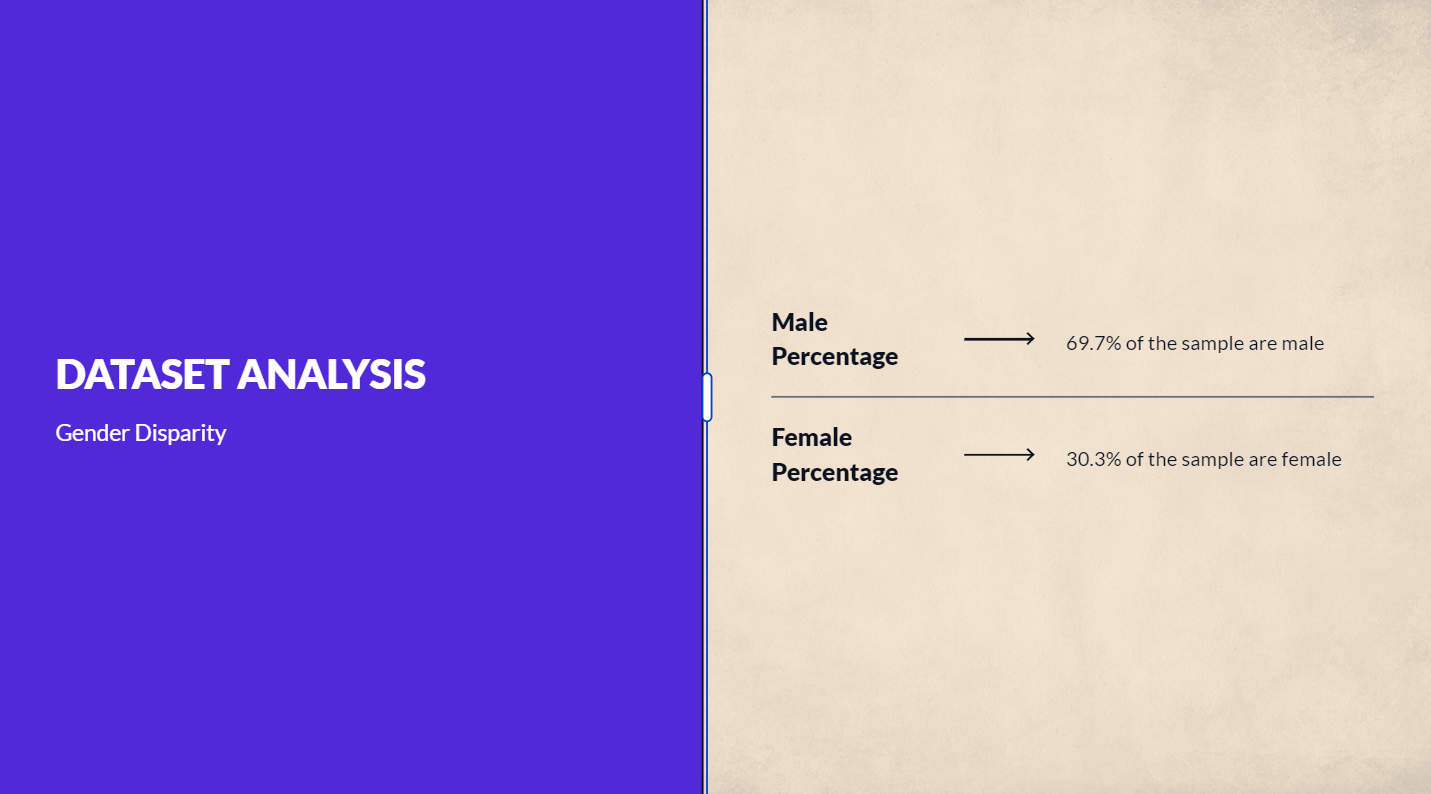 DATASET ANALYSIS
Gender Disparity
Male
Percentage
69.7% of the sample are male
Female
Percentage
30.3% of the sample are female